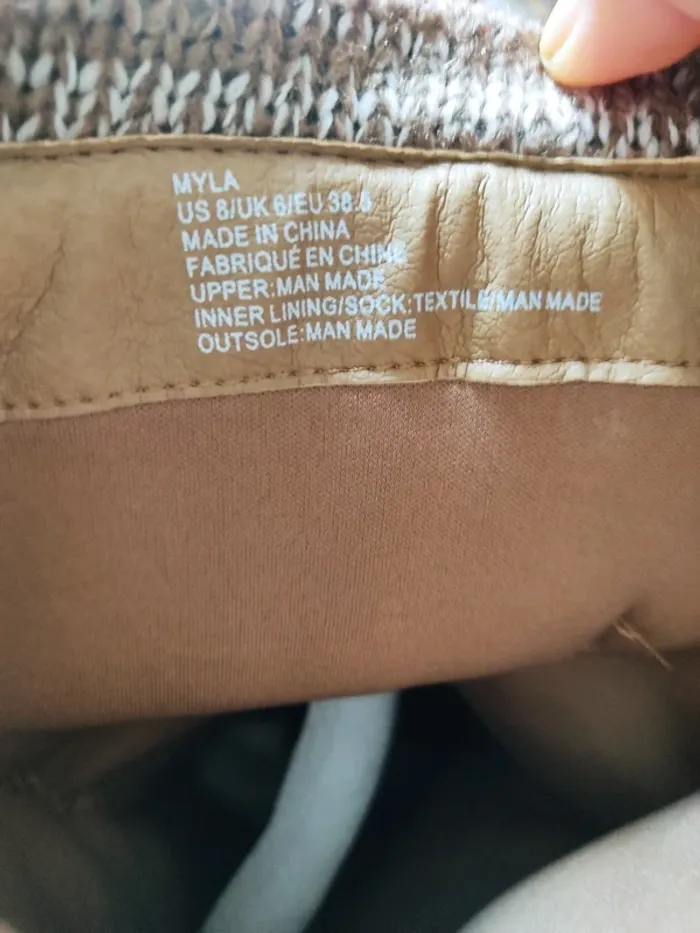 MYLA
US 8/UK 6/EU 38.5
MADE IN CHINA
FABRIQUÉ EN CHINE
UPPER:MAN MADE
INNER LINING/SOCK:TEXTILE/MAN MADE
OUTSOLE:MAN MADE